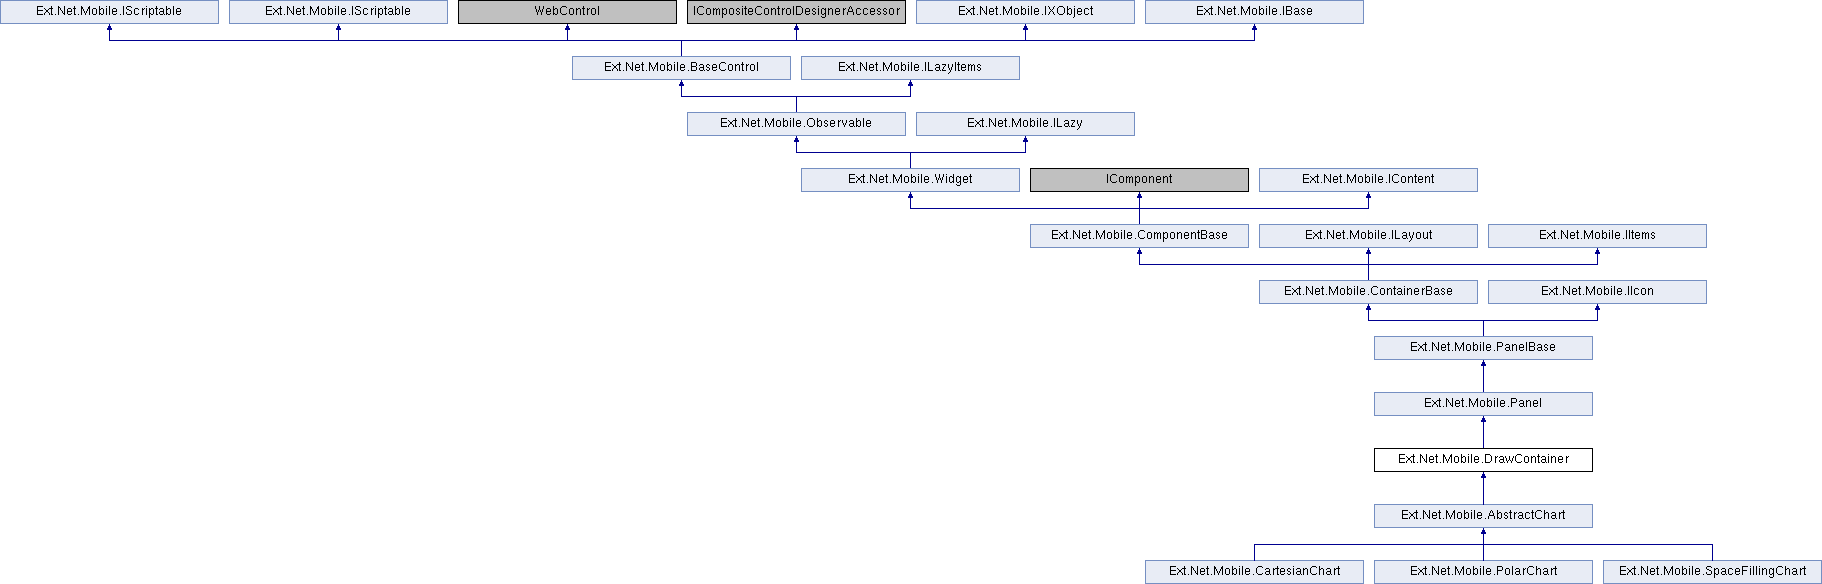 Ext.Net.Mobile.IScriptable
Ext.Net.Mobile.IScriptable
WebControl
ICompositeControlDesignerAccessor
Ext.Net.Mobile.IXObject
Ext.Net.Mobile.IBase
Ext.Net.Mobile.BaseControl
Ext.Net.Mobile.ILazyItems
Ext.Net.Mobile.Observable
Ext.Net.Mobile.ILazy
Ext.Net.Mobile.Widget
IComponent
Ext.Net.Mobile.IContent
Ext.Net.Mobile.ComponentBase
Ext.Net.Mobile.ILayout
Ext.Net.Mobile.IItems
Ext.Net.Mobile.ContainerBase
Ext.Net.Mobile.IIcon
Ext.Net.Mobile.PanelBase
Ext.Net.Mobile.Panel
Ext.Net.Mobile.DrawContainer
Ext.Net.Mobile.AbstractChart
Ext.Net.Mobile.CartesianChart
Ext.Net.Mobile.PolarChart
Ext.Net.Mobile.SpaceFillingChart